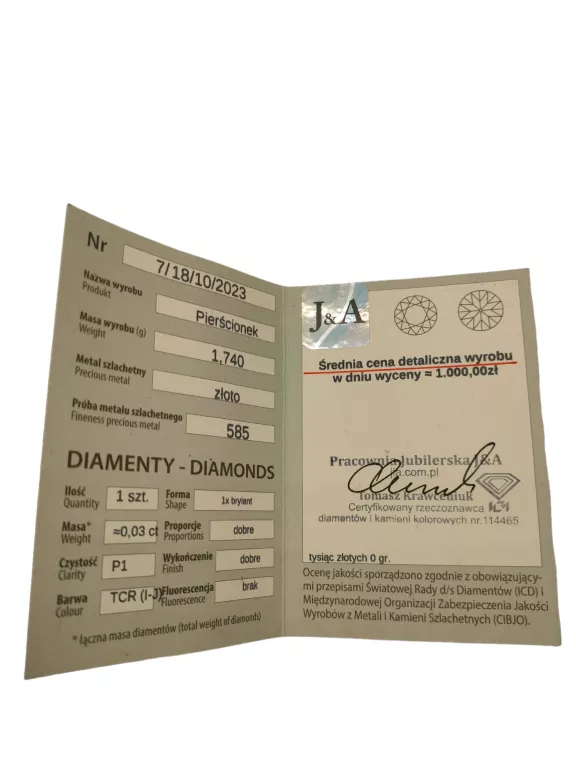 Nr 7/18/10/2023
Nazwa wyrobu
Produkt
Pierścionek
Masa wyrobu (g)
Weight
1,740
Metal szlachetny
Precious metal
złoto
Próba metalu szlachetnego
Fineness precious metal
585
DIAMENTY - DIAMONDS
Ilość
Quantity
1 szt.
Forma
Shape
1x brylant
Masa*
Weight
≈0,03 ct
Proporcje
Proportions
dobre
Czystość
Clarity
P1
Wykończenie
Finish
dobre
Barwa
Colour
TCR (I-J)
Fluorescencja
Fluorescence
brak
* łączna masa diamentów (total weight of diamonds)
J&A
Średnia cena detaliczna wyrobu
w dniu wyceny ≈ 1.000,00zł
Pracownia Jubilerska J&A
ja.com.pl
Tomasz Krawczeniuk
Certyfikowany rzeczoznawca
diamentów i kamieni kolorowych nr.114465
tysiąc złotych 0 gr.
Ocenę jakości sporządzono zgodnie z obowiązując-
mi przepisami Światowej Rady d/s Diamentów (ICD) i
Międzynarodowej Organizacji Zabezpieczenia Jakości
Wyrobów z Metali i Kamieni Szlachetnych (CIBJO).